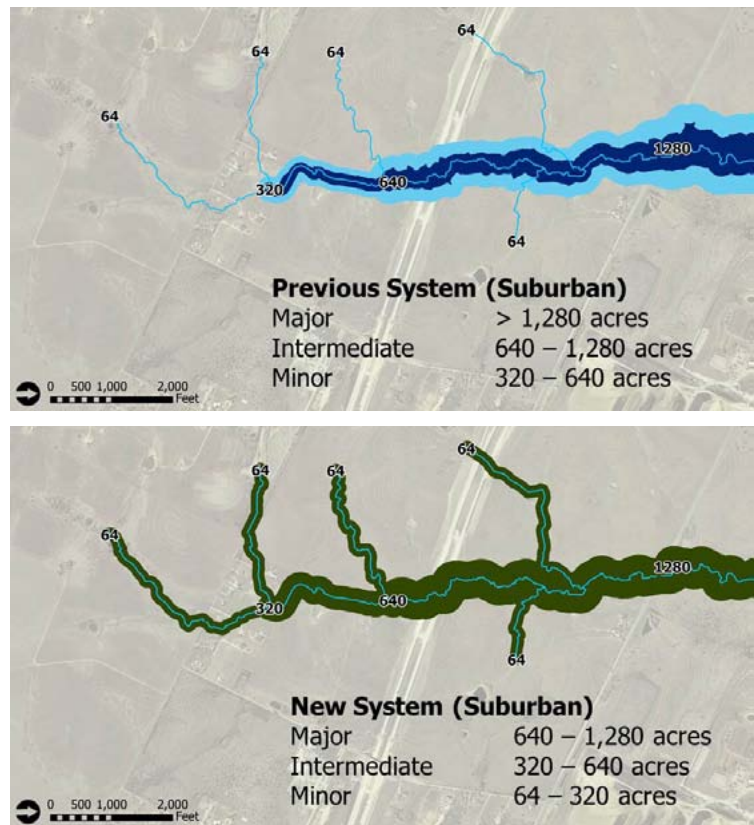 64
64
64
64
320
640
1280
64
Previous System (Suburban)
Major > 1,280 acres
Intermediate 640 – 1,280 acres
Minor 320 – 640 acres
0 500 1,000 2,000
Feet
64
64
64
64
1280
640
320
64
New System (Suburban)
Major 640 – 1,280 acres
Intermediate 320 – 640 acres
Minor 64 – 320 acres
0 500 1,000 2,000
Feet